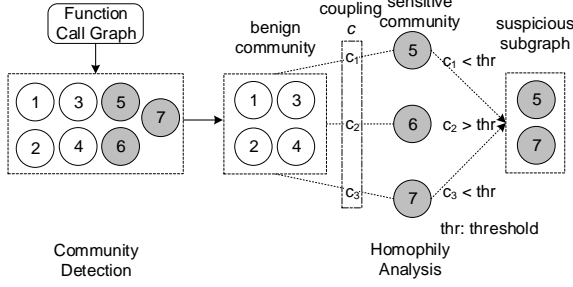 Function
Call Graph
benign
community
coupling
c
sensitive
community
suspicious
subgraph
1 3 5 7
2 4 6
1 3
2 4
c1
c2
c3
5
6
7
c1 < thr
c2 > thr
c3 < thr
5
7
thr: threshold
Community
Detection
Homophily
Analysis